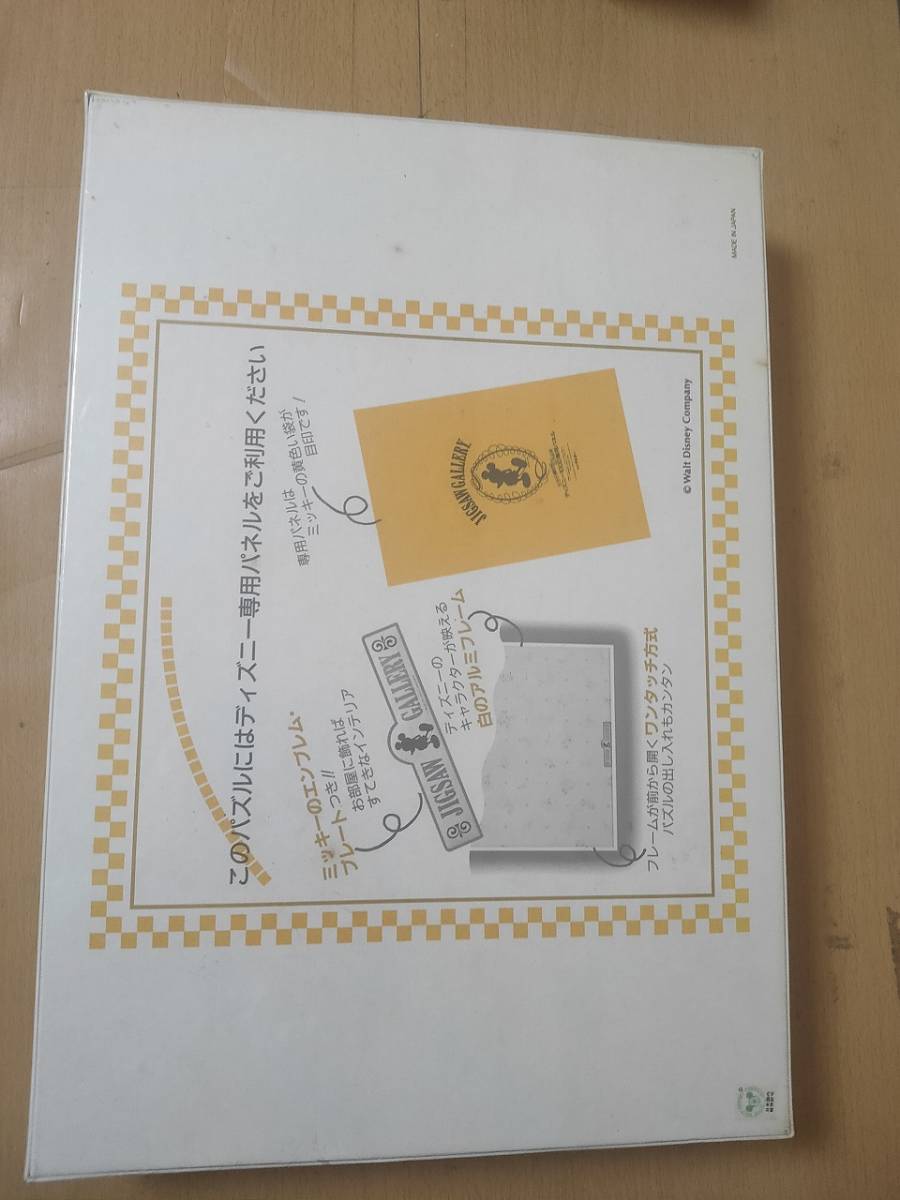 このパズルにはディズニー専用パネルをご利用ください
専用パネルは
ミッキーの黄色い袋が
目印です!
JIGSAW GALLERY
ミッキーのエンブレム
プレートつき!!
お部屋に飾れば
すてきなインテリア
JIGSAW GALLERY
ディズニーの
キャラクターが映える
白のアルミフレーム
フレームが前から開くワンタッチ方式
パズルの出し入れもカンタン
© Walt Disney Company
MADE IN JAPAN